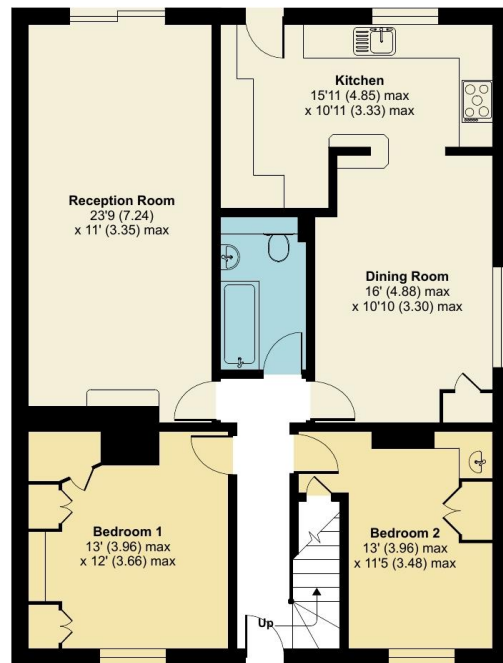 Kitchen
15'11 (4.85) max
x 10'11 (3.33) max
Reception Room
23'9 (7.24)
x 11' (3.35) max
Dining Room
16' (4.88) max
x 10'10 (3.30) max
Bedroom 1
13' (3.96) max
x 12' (3.66) max
Bedroom 2
13' (3.96) max
x 11'5 (3.48) max
Up